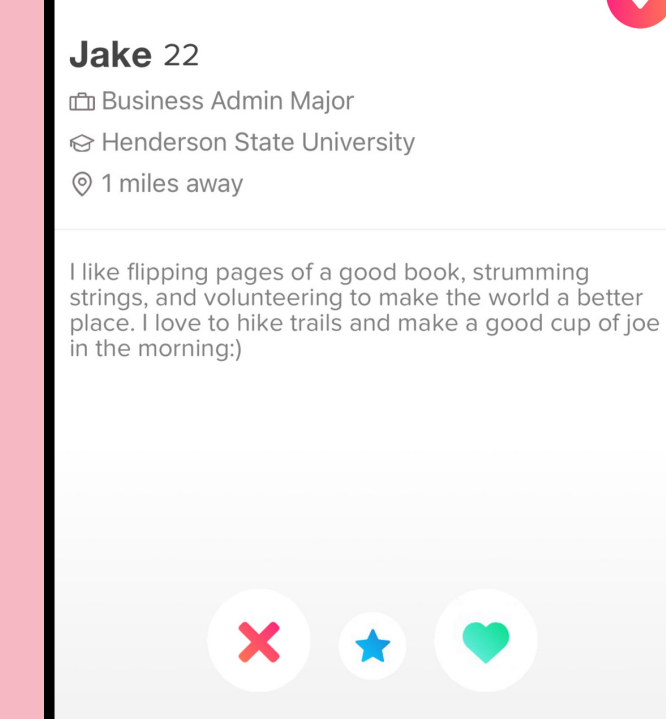 Jake 22
Business Admin Major
Henderson State University
1 miles away
I like flipping pages of a good book, strumming
strings, and volunteering to make the world a better
place. I love to hike trails and make a good cup of joe
in the morning:)